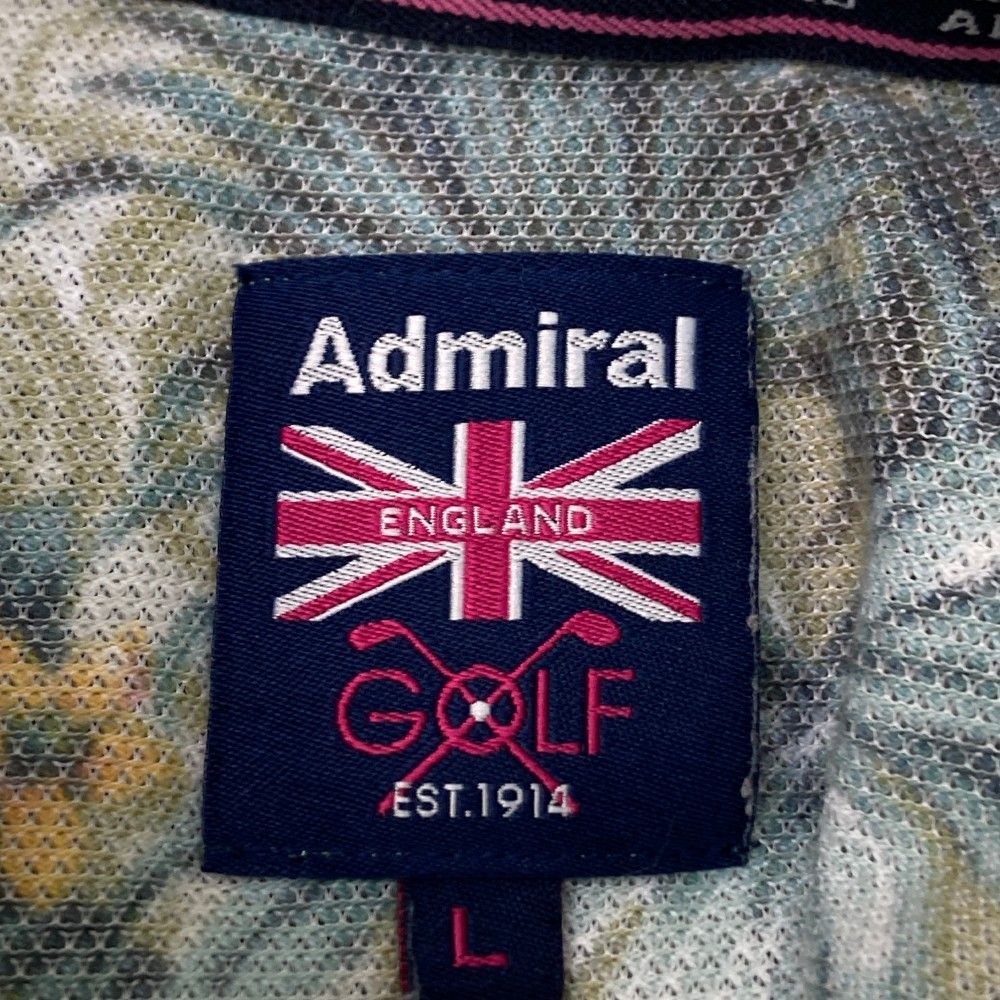 Admiral
ENGLAND
GOLF
EST.1914
L